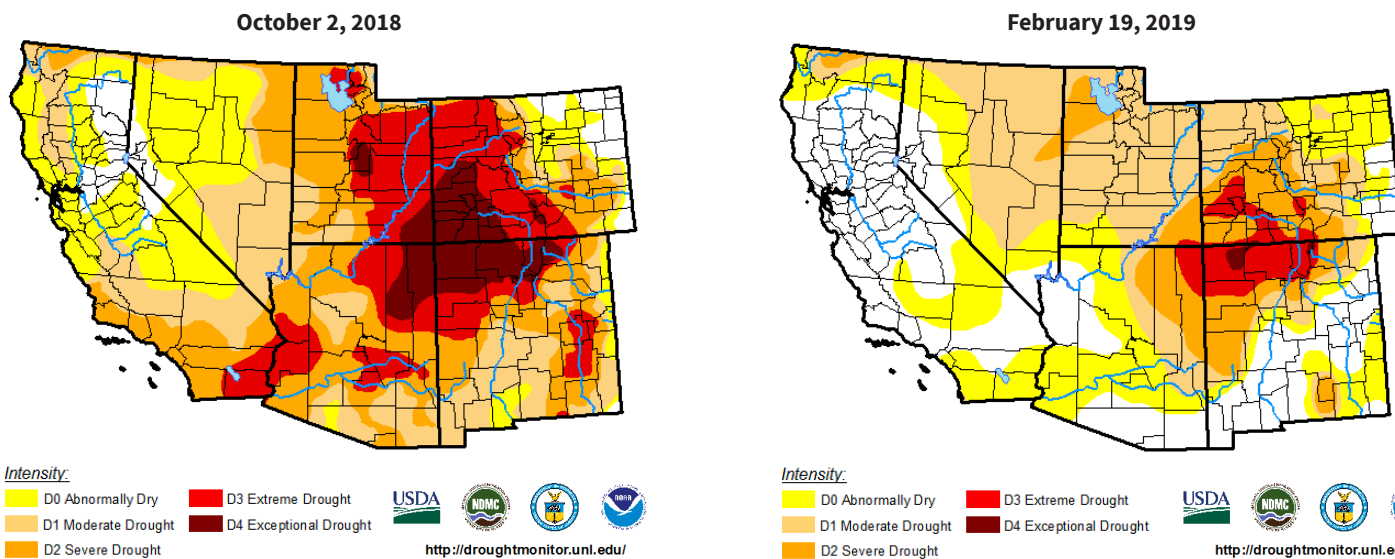 October 2, 2018
February 19, 2019
Intensity:
D0 Abnormally Dry
D3 Extreme Drought
D1 Moderate Drought
D4 Exceptional Drought
D2 Severe Drought
USDA
NDMC
NOAA
http://droughtmonitor.unl.edu/
Intensity:
D0 Abnormally Dry
D3 Extreme Drought
D1 Moderate Drought
D4 Exceptional Drought
D2 Severe Drought
USDA
NDMC
http://droughtmonitor.unl.e